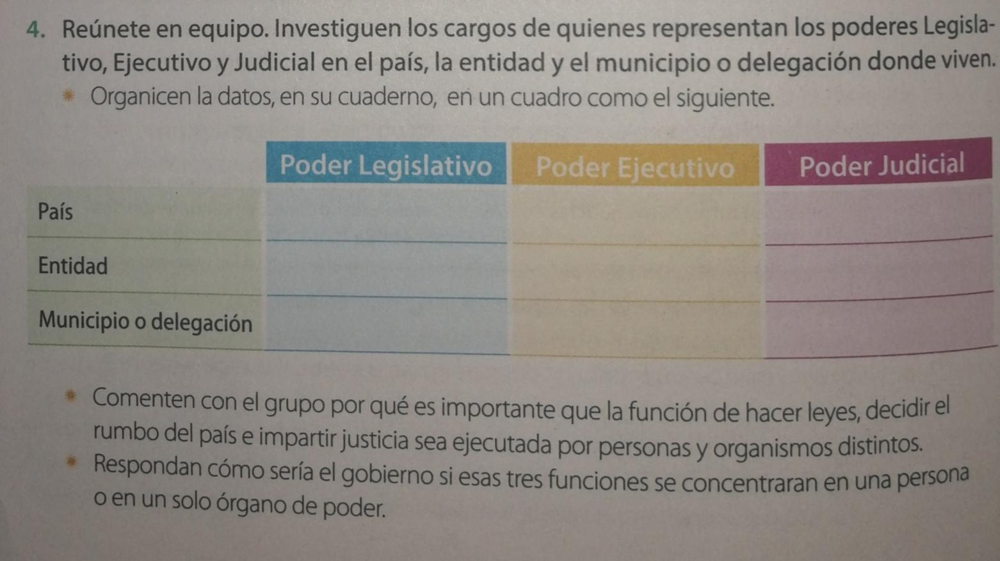 4. Reúnete en equipo. Investiguen los cargos de quienes representan los poderes Legisla-
tivo, Ejecutivo y Judicial en el país, la entidad y el municipio o delegación donde viven.
Organicen la datos, en su cuaderno, en un cuadro como el siguiente.
Poder Legislativo Poder Ejecutivo Poder Judicial
País
Entidad
Municipio o delegación
Comenten con el grupo por qué es importante que la función de hacer leyes, decidir el
rumbo del país e impartir justicia sea ejecutada por personas y organismos distintos.
Respondan cómo sería el gobierno si esas tres funciones se concentraran en una persona
o en un solo órgano de poder.